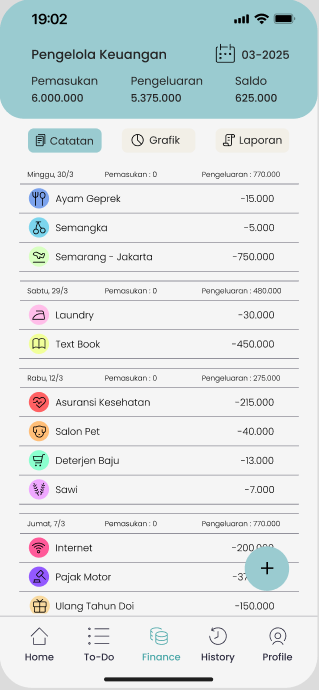 19:02
Pengelola Keuangan 03-2025
Pemasukan Pengeluaran Saldo
6.000.000 5.375.000 625.000
Catatan Grafik Laporan
Minggu, 30/3 Pemasukan : 0 Pengeluaran : 770.000
Ayam Geprek -15.000
Semangka -5.000
Semarang - Jakarta -750.000
Sabtu, 29/3 Pemasukan : 0 Pengeluaran : 480.000
Laundry -30.000
Text Book -450.000
Rabu, 12/3 Pemasukan : 0 Pengeluaran : 275.000
Asuransi Kesehatan -215.000
Salon Pet -40.000
Deterjen Baju -13.000
Sawi -7.000
Jumat, 7/3 Pemasukan : 0 Pengeluaran : 770.000
Internet
Pajak Motor
Ulang Tahun Doi -150.000
+
Home To-Do Finance History Profile